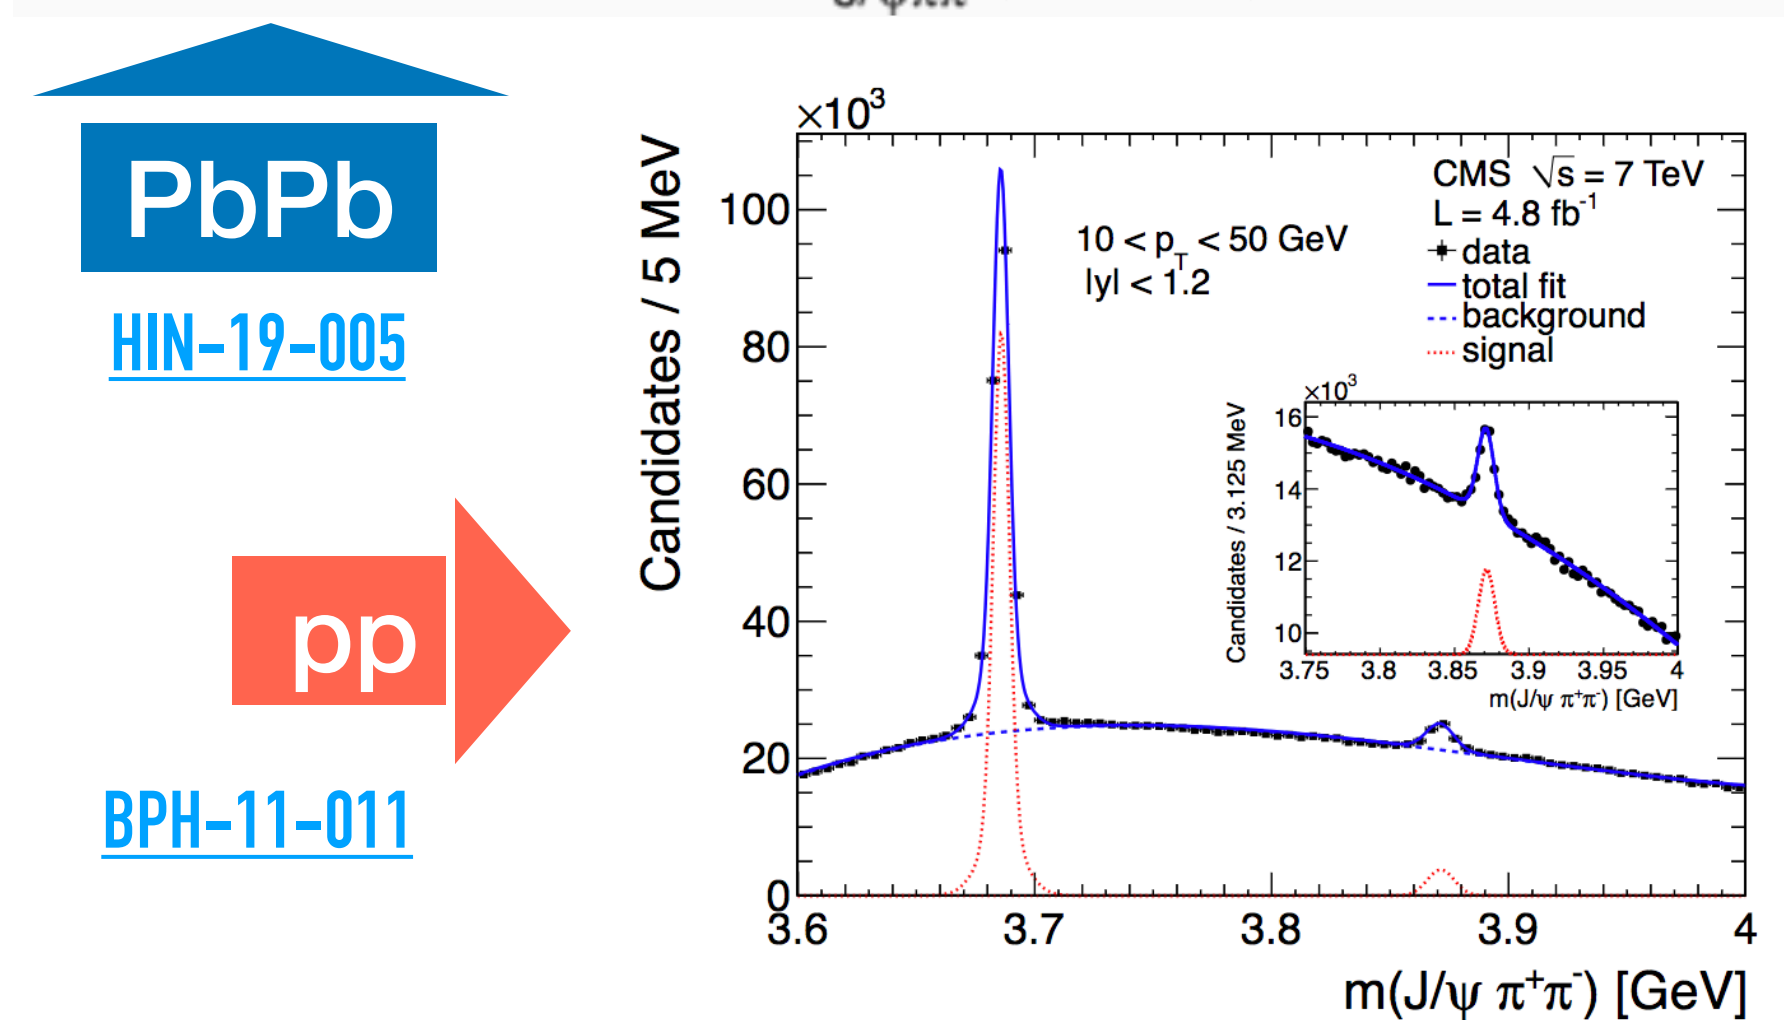 PbPb
HIN-19-005
pp
BPH-11-011
×10³
Candidates / 5 MeV
100
80
60
40
20
0
3.6 3.7 3.8 3.9 4
m(J/ψ π⁺π⁻) [GeV]
10 < p_T < 50 GeV
|y| < 1.2
CMS √s = 7 TeV
L = 4.8 fb⁻¹
data
total fit
background
signal
×10³
Candidates / 3.125 MeV
16
14
12
10
3.75 3.8 3.85 3.9 3.95 4
m(J/ψ π⁺π⁻) [GeV]